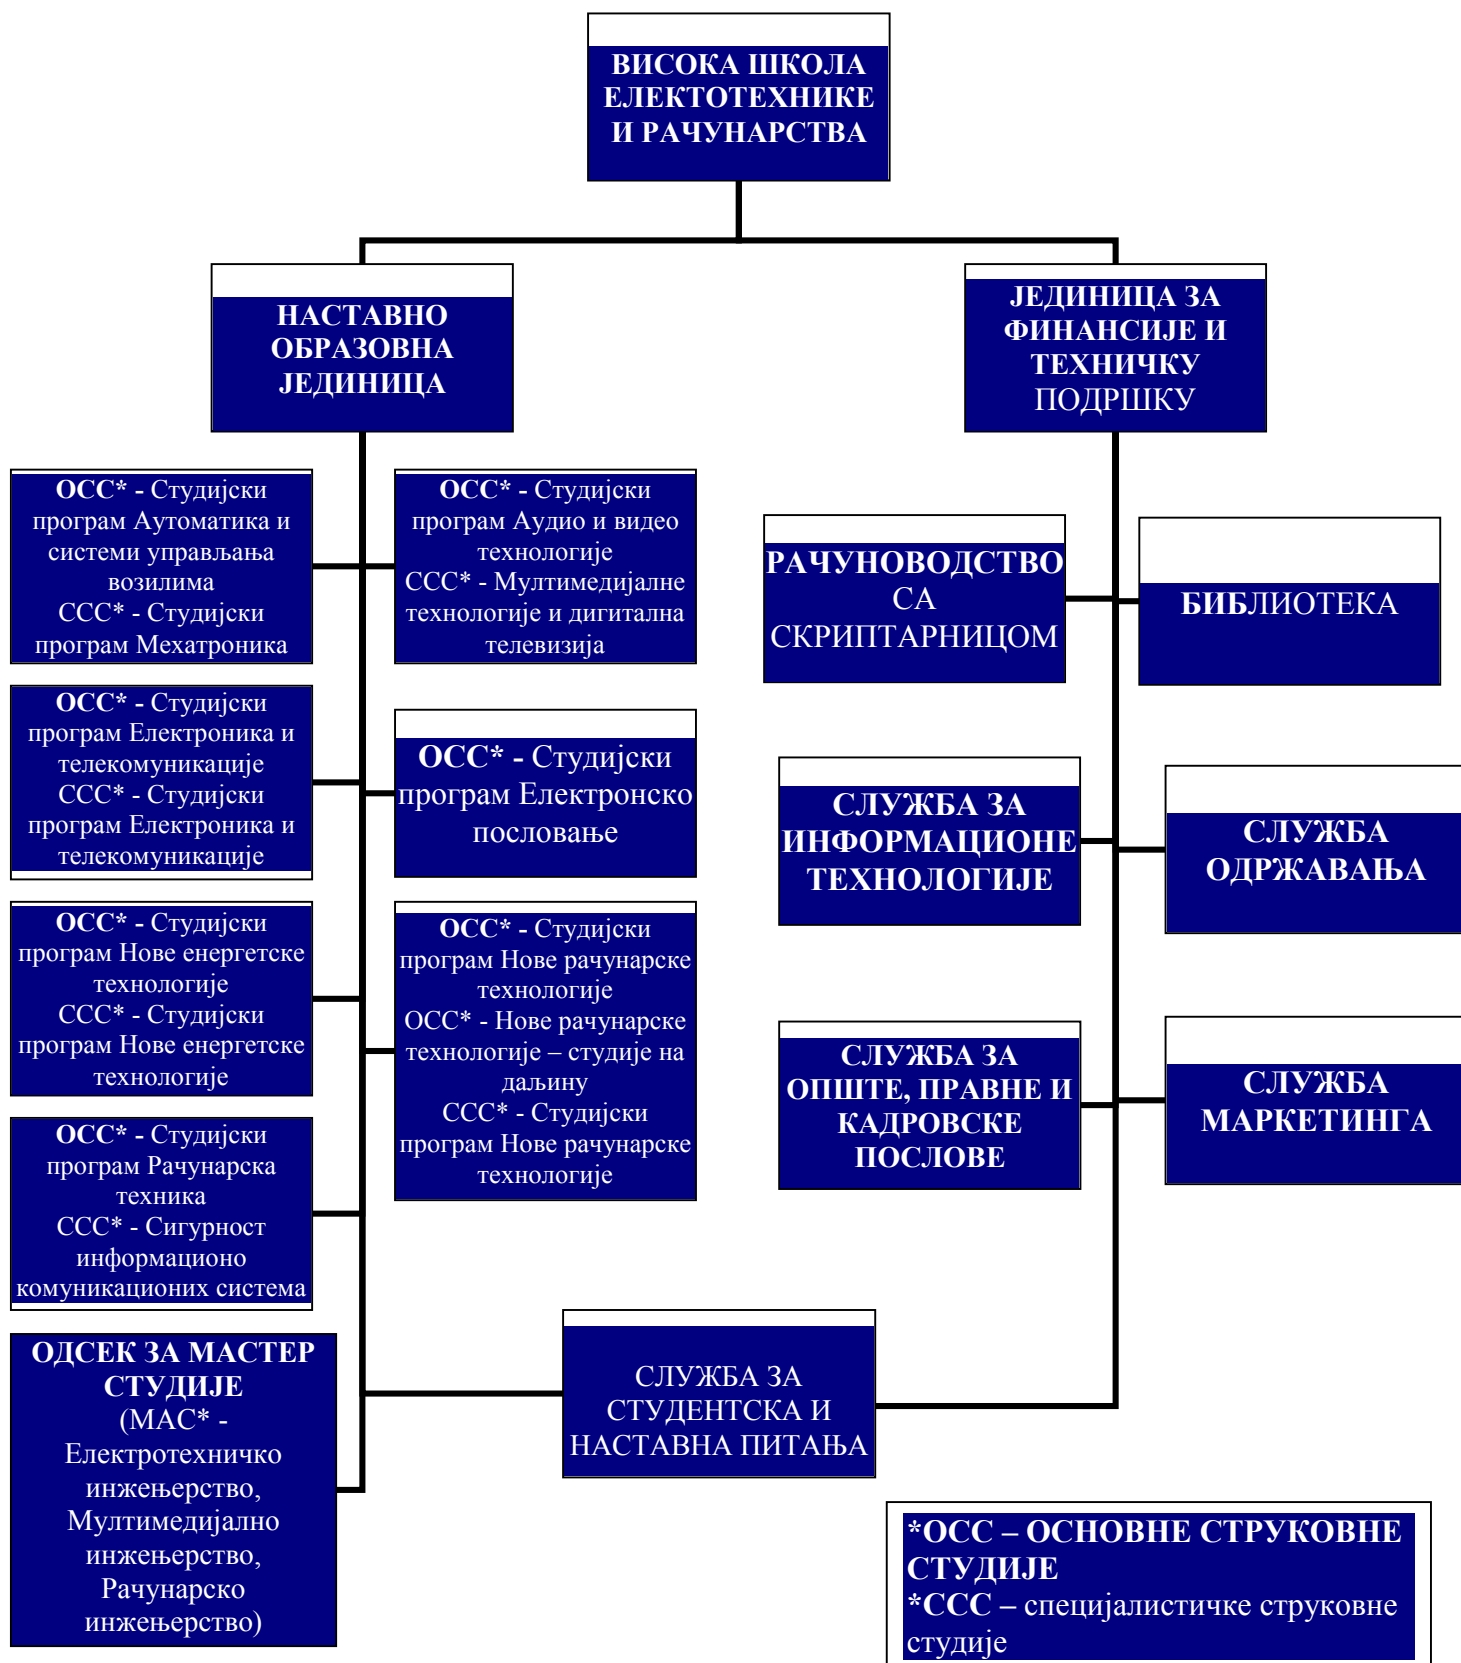 ВИСОКА ШКОЛА
ЕЛЕКТОТЕХНИКЕ
И РАЧУНАРСТВА
НАСТАВНО
ОБРАЗОВНА
ЈЕДИНИЦА
ЈЕДИНИЦА ЗА
ФИНАНСИЈЕ И
ТЕХНИЧКУ
ПОДРШКУ
ОСС* - Студијски
програм Аутоматика и
системи управљања
возилима
ССС* - Студијски
програм Мехатроника
ОСС* - Студијски
програм Аудио и видео
технологије
ССС* - Мултимедијалне
технологије и дигитална
телевизија
РАЧУНОВОДСТВО
СА
СКРИПТАРНИЦОМ
БИБЛИОТЕКА
ОСС* - Студијски
програм Електроника и
телекомуникације
ССС* - Студијски
програм Електроника и
телекомуникације
ОСС* - Студијски
програм Електронско
пословање
СЛУЖБА ЗА
ИНФОРМАЦИОНЕ
ТЕХНОЛОГИЈЕ
СЛУЖБА
ОДРЖАВАЊА
ОСС* - Студијски
програм Нове енергетске
технологије
ССС* - Студијски
програм Нове енергетске
технологије
ОСС* - Студијски
програм Нове рачунарске
технологије
ОСС* - Нове рачунарске
технологије – студије на
даљину
ССС* - Студијски
програм Нове рачунарске
технологије
СЛУЖБА ЗА
ОПШТЕ, ПРАВНЕ И
КАДРОВСКЕ
ПОСЛОВЕ
СЛУЖБА
МАРКЕТИНГА
ОСС* - Студијски
програм Рачунарска
техника
ССС* - Сигурност
информационо
комуникационих система
ОДСЕК ЗА МАСТЕР
СТУДИЈЕ
(МАС* -
Електротехничко
инжењерство,
Мултимедијално
инжењерство,
Рачунарско
инжењерство)
СЛУЖБА ЗА
СТУДЕНТСКА И
НАСТАВНА ПИТАЊА
*ОСС – ОСНОВНЕ СТРУКОВНЕ
СТУДИЈЕ
*ССС – специјалистичке струковне
студије